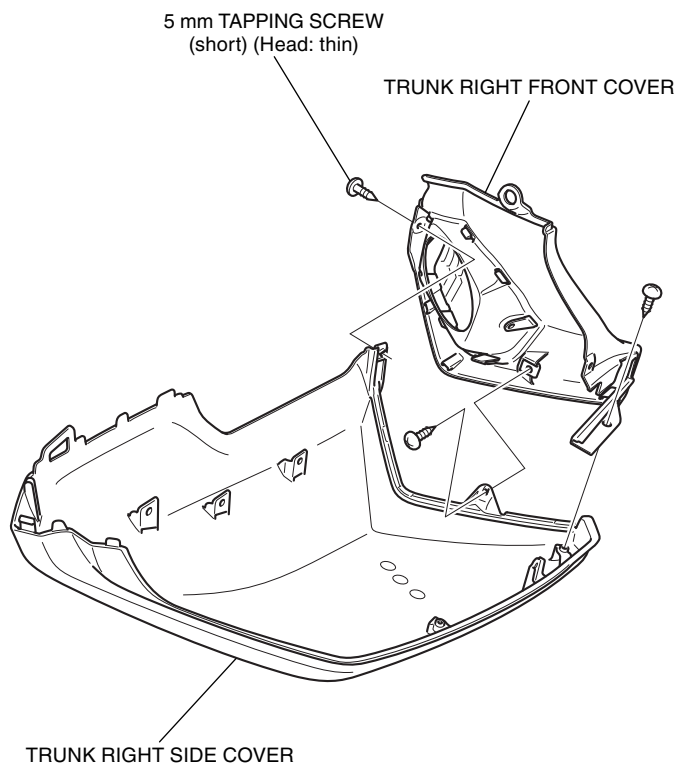 5 mm TAPPING SCREW
(short) (Head: thin)
TRUNK RIGHT FRONT COVER
TRUNK RIGHT SIDE COVER